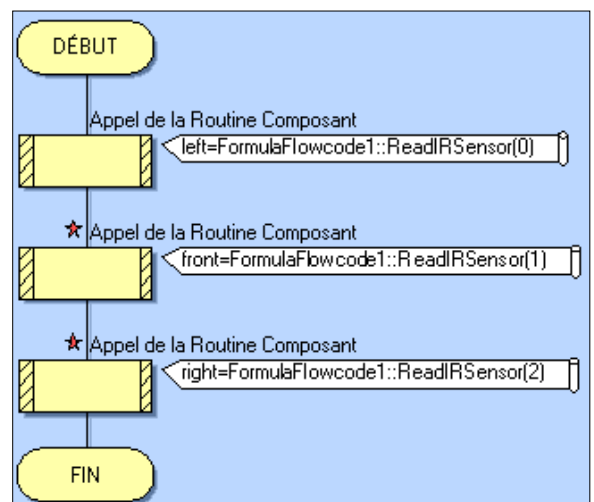 DÉBUT
Appel de la Routine Composant
left=FormulaFlowcode1::ReadIRSensor(0)
Appel de la Routine Composant
front=FormulaFlowcode1::ReadIRSensor(1)
Appel de la Routine Composant
right=FormulaFlowcode1::ReadIRSensor(2)
FIN